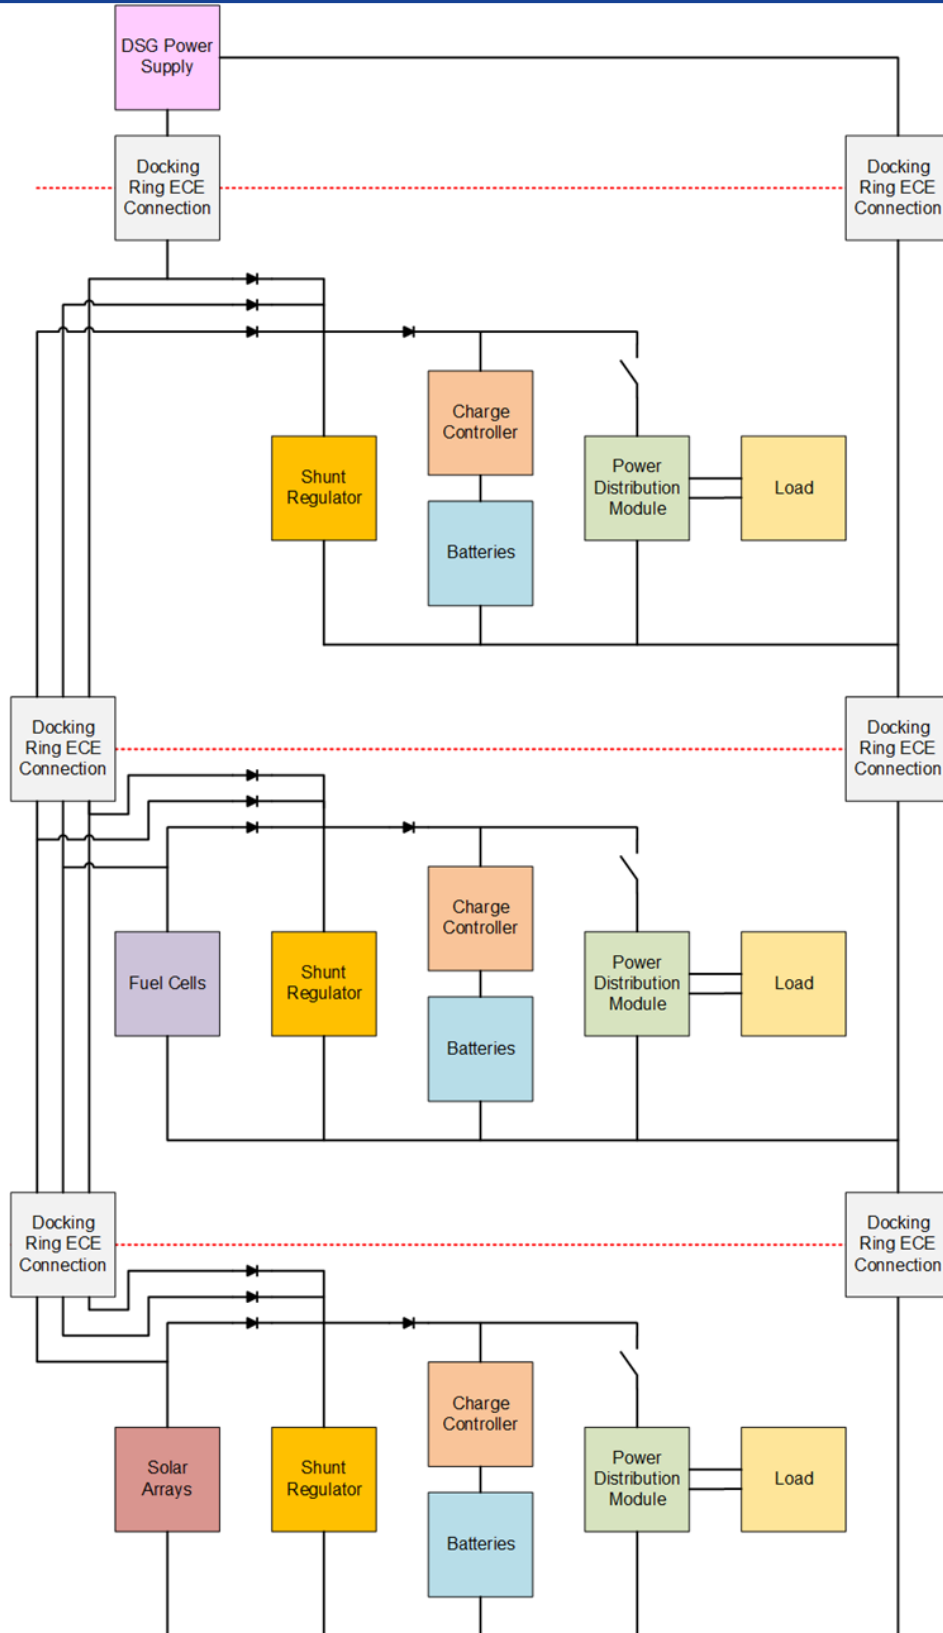 DSG Power
Supply
Docking
Ring ECE
Connection
Docking
Ring ECE
Connection
Charge
Controller
Shunt
Regulator
Power
Distribution
Module
Load
Batteries
Docking
Ring ECE
Connection
Docking
Ring ECE
Connection
Charge
Controller
Fuel Cells
Shunt
Regulator
Power
Distribution
Module
Load
Batteries
Docking
Ring ECE
Connection
Docking
Ring ECE
Connection
Charge
Controller
Solar
Arrays
Shunt
Regulator
Power
Distribution
Module
Load
Batteries